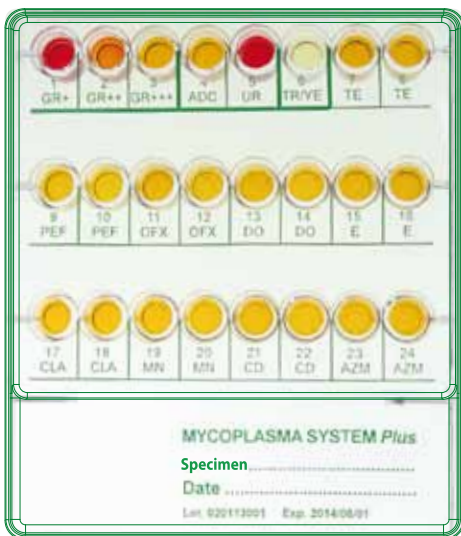 1 2 3 4 5 6 7 8
GR+ GR++ GR+++ ADC UR TR/YE TE TE
9 10 11 12 13 14 15 16
PEF PEF OFX OFX DO DO E E
17 18 19 20 21 22 23 24
CLA CLA MN MN CD CD AZM AZM
MYCOPLASMA SYSTEM Plus
Specimen
Date
Lot. 020113001 Exp. 2014/08/01